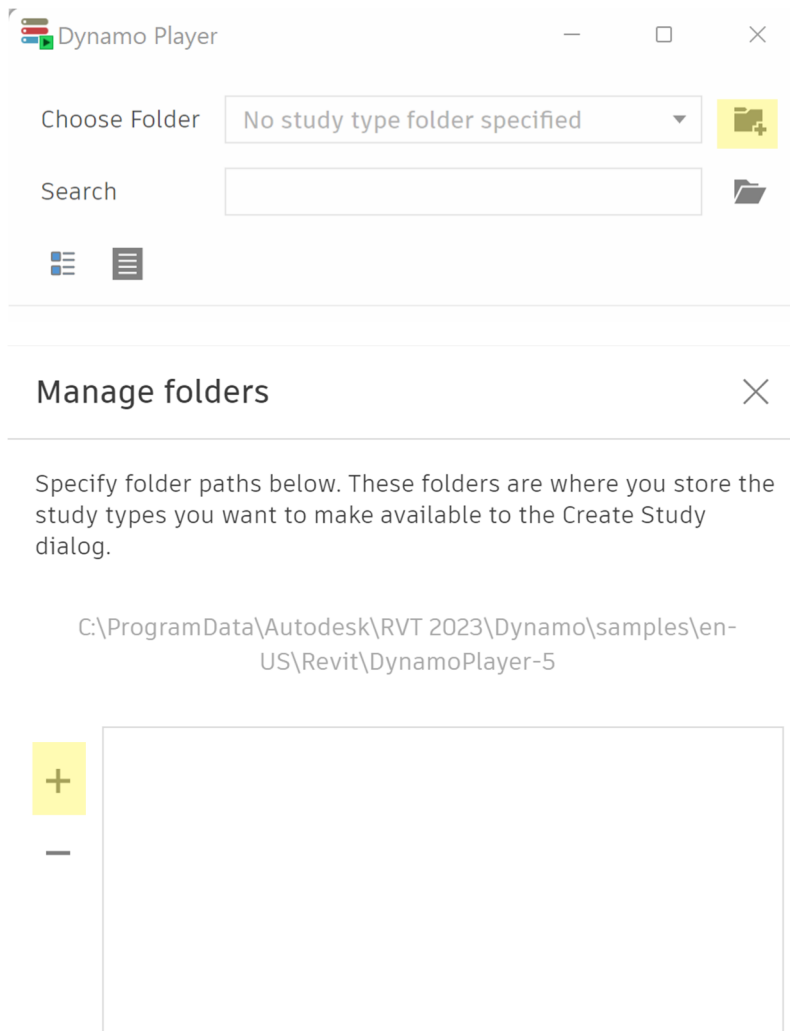 Dynamo Player
Choose Folder
No study type folder specified
Search
Manage folders
Specify folder paths below. These folders are where you store the
study types you want to make available to the Create Study
dialog.
C:\ProgramData\Autodesk\RVT 2023\Dynamo\samples\en-
US\Revit\DynamoPlayer-5